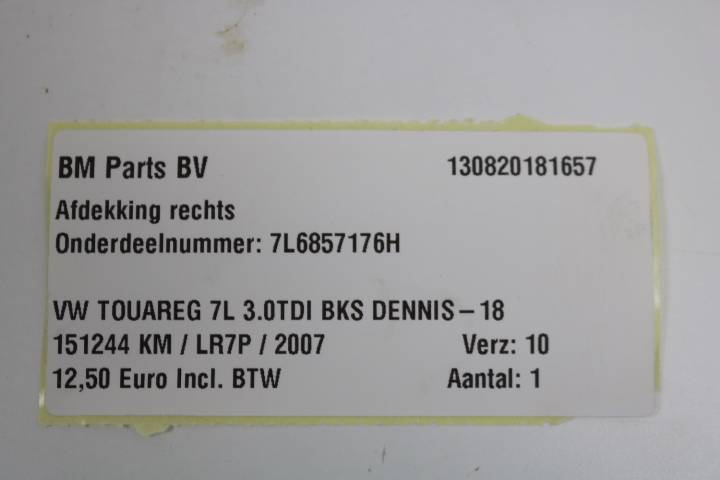 BM Parts BV 130820181657
Afdekking rechts
Onderdeelnummer: 7L6857176H
VW TOUAREG 7L 3.0TDI BKS DENNIS – 18
151244 KM / LR7P / 2007 Verz: 10
12,50 Euro Incl. BTW Aantal: 1